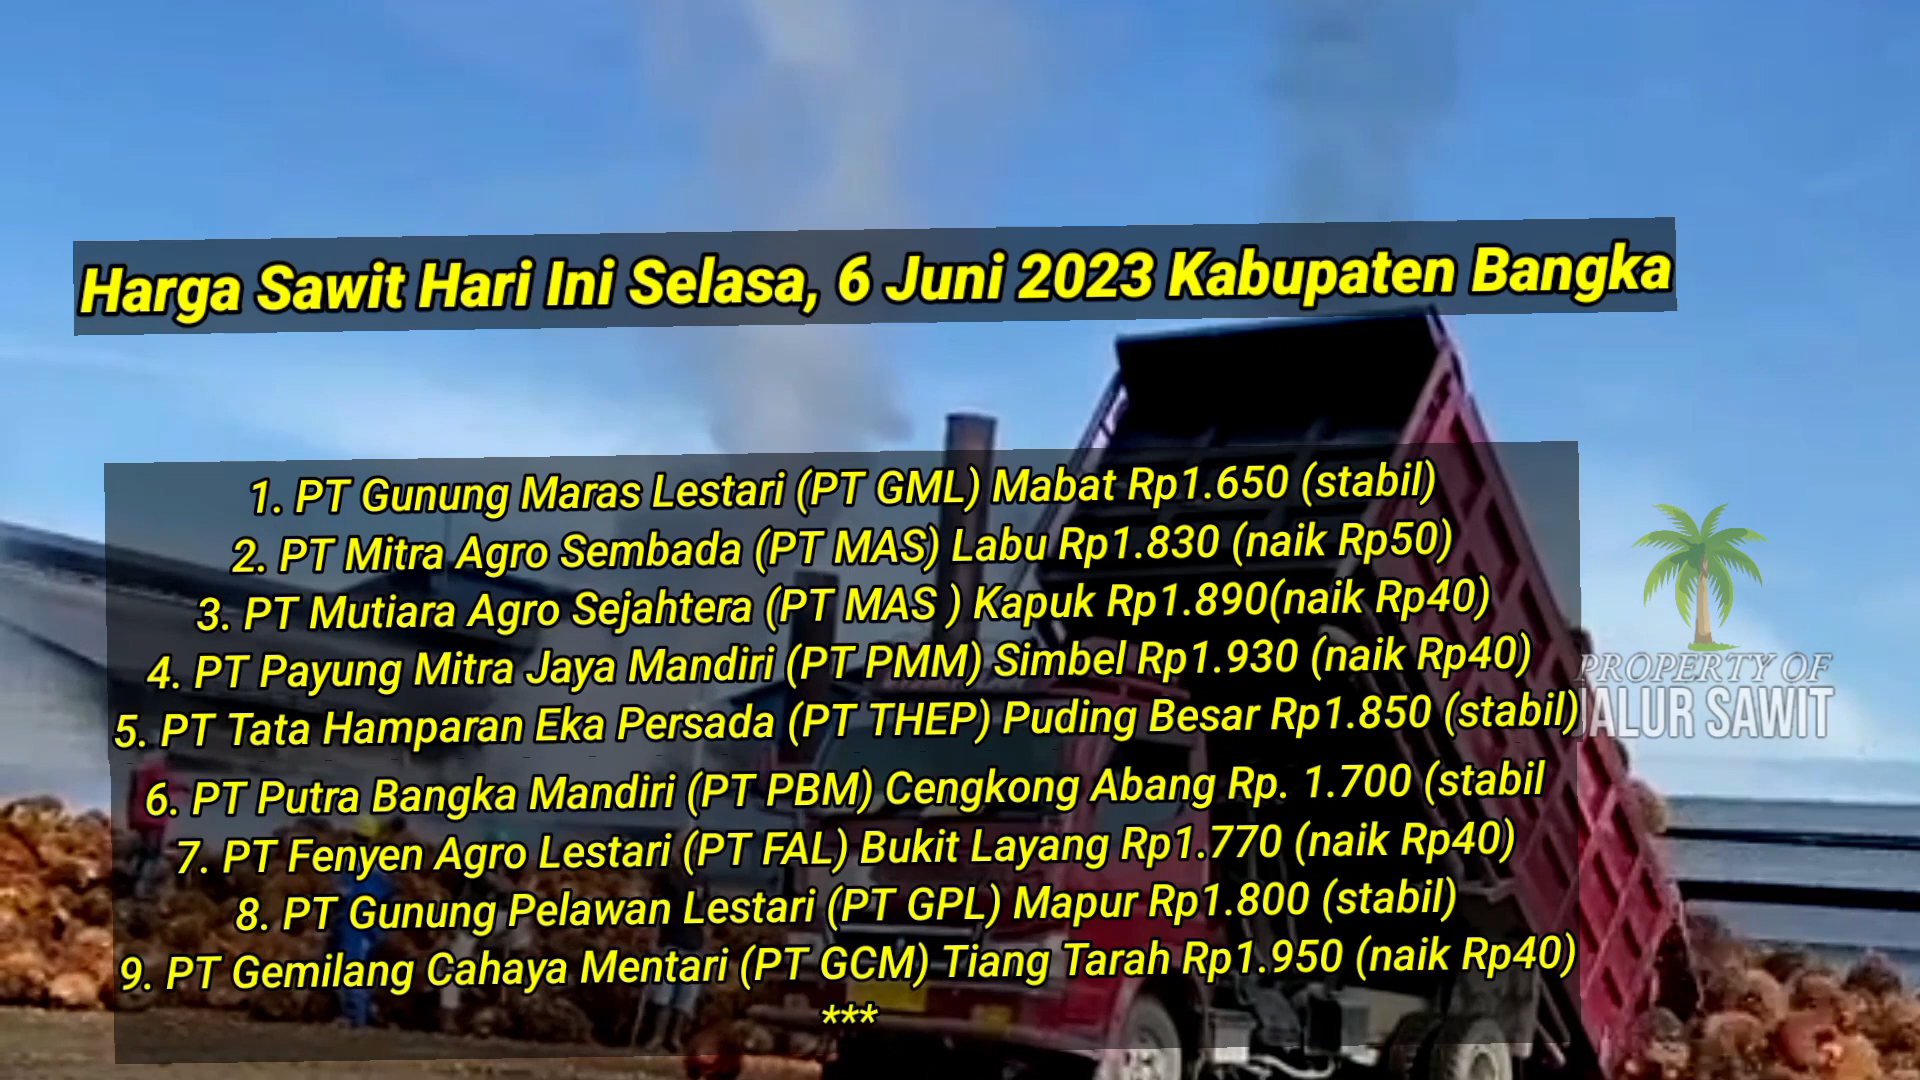 Harga Sawit Hari Ini Selasa, 6 Juni 2023 Kabupaten Bangka
1. PT Gunung Maras Lestari (PT GML) Mabat Rp1.650 (stabil)
2. PT Mitra Agro Sembada (PT MAS) Labu Rp1.830 (naik Rp50)
3. PT Mutiara Agro Sejahtera (PT MAS ) Kapuk Rp1.890(naik Rp40)
4. PT Payung Mitra Jaya Mandiri (PT PMM) Simbel Rp1.930 (naik Rp40)
5. PT Tata Hamparan Eka Persada (PT THEP) Puding Besar Rp1.850 (stabil)
6. PT Putra Bangka Mandiri (PT PBM) Cengkong Abang Rp. 1.700 (stabil
7. PT Fenyen Agro Lestari (PT FAL) Bukit Layang Rp1.770 (naik Rp40)
8. PT Gunung Pelawan Lestari (PT GPL) Mapur Rp1.800 (stabil)
9. PT Gemilang Cahaya Mentari (PT GCM) Tiang Tarah Rp1.950 (naik Rp40)
***
PROPERTY OF
JALUR SAWIT